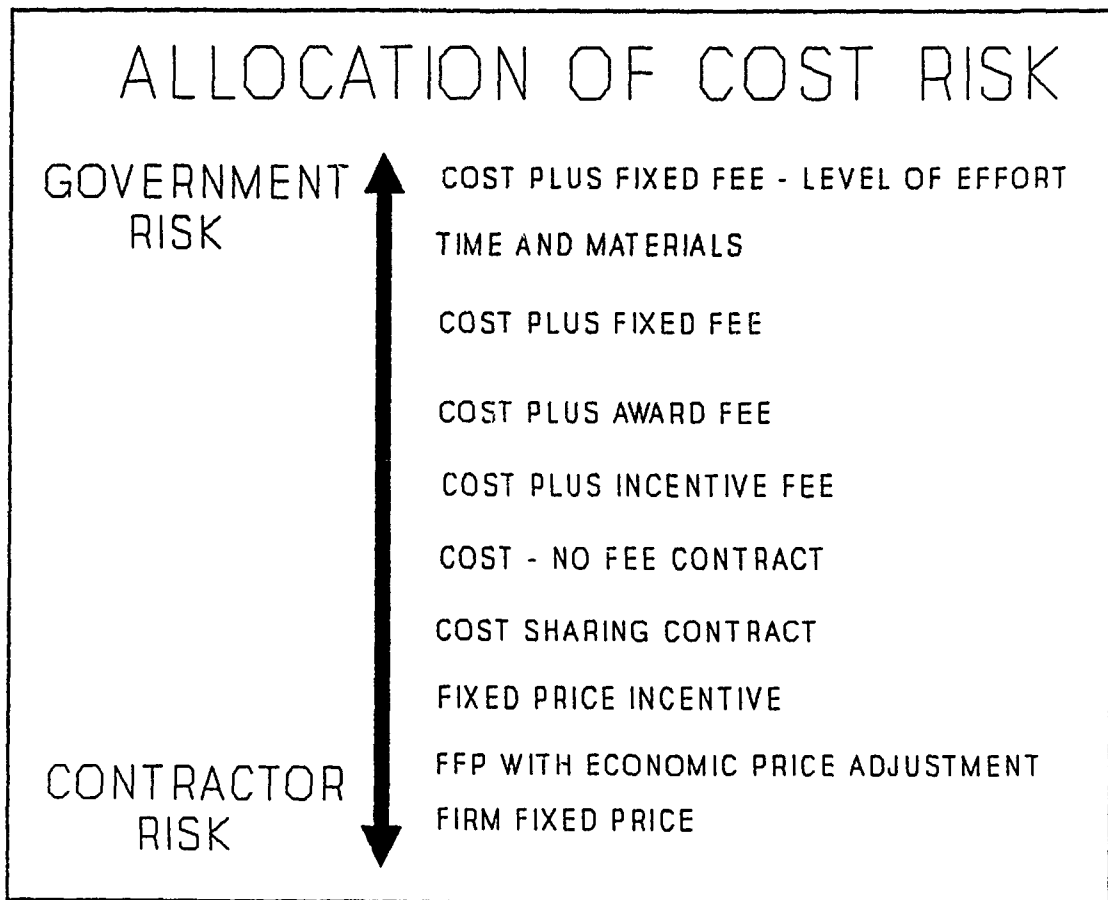 ALLOCATION OF COST RISK
GOVERNMENT
RISK
COST PLUS FIXED FEE - LEVEL OF EFFORT
TIME AND MATERIALS
COST PLUS FIXED FEE
COST PLUS AWARD FEE
COST PLUS INCENTIVE FEE
COST - NO FEE CONTRACT
COST SHARING CONTRACT
FIXED PRICE INCENTIVE
FFP WITH ECONOMIC PRICE ADJUSTMENT
FIRM FIXED PRICE
CONTRACTOR
RISK